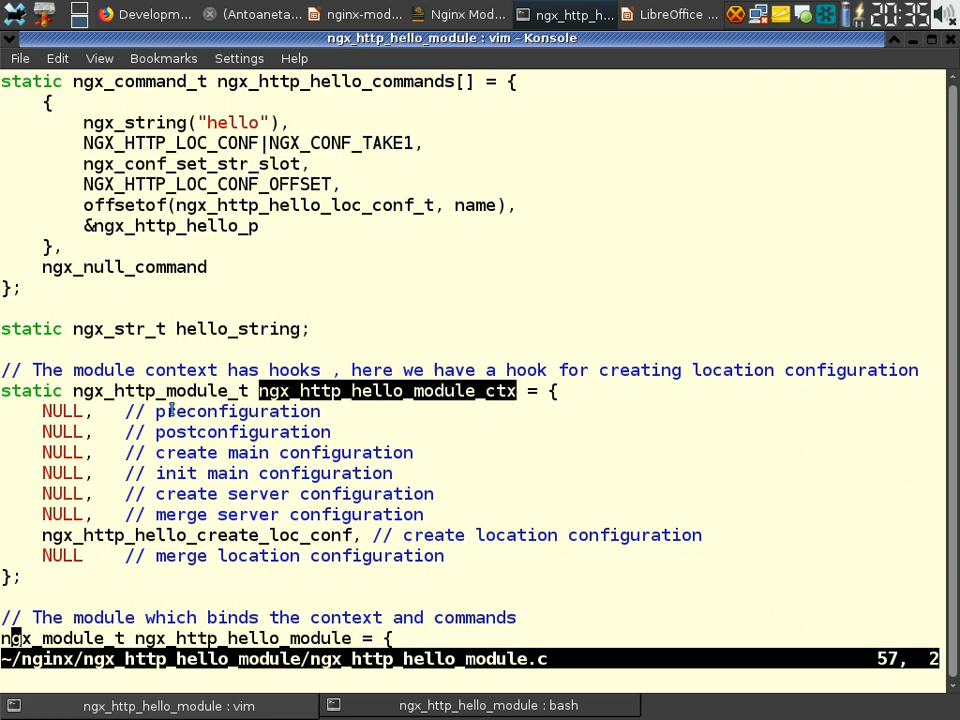 Developm...
(Antoaneta...
nginx-mod...
Nginx Mod...
ngx_http_h...
LibreOffice ...
20:35
ngx_http_hello_module : vim – Konsole
File Edit View Bookmarks Settings Help
static ngx_command_t ngx_http_hello_commands[] = {
{
ngx_string("hello"),
NGX_HTTP_LOC_CONF|NGX_CONF_TAKE1,
ngx_conf_set_str_slot,
NGX_HTTP_LOC_CONF_OFFSET,
offsetof(ngx_http_hello_loc_conf_t, name),
&ngx_http_hello_p
},
ngx_null_command
};
static ngx_str_t hello_string;
// The module context has hooks , here we have a hook for creating location configuration
static ngx_http_module_t ngx_http_hello_module_ctx = {
NULL, // preconfiguration
NULL, // postconfiguration
NULL, // create main configuration
NULL, // init main configuration
NULL, // create server configuration
NULL, // merge server configuration
ngx_http_hello_create_loc_conf, // create location configuration
NULL // merge location configuration
};
// The module which binds the context and commands
ngx_module_t ngx_http_hello_module = {
~/nginx/ngx_http_hello_module/ngx_http_hello_module.c 57, 2
ngx_http_hello_module : vim
ngx_http_hello_module : bash